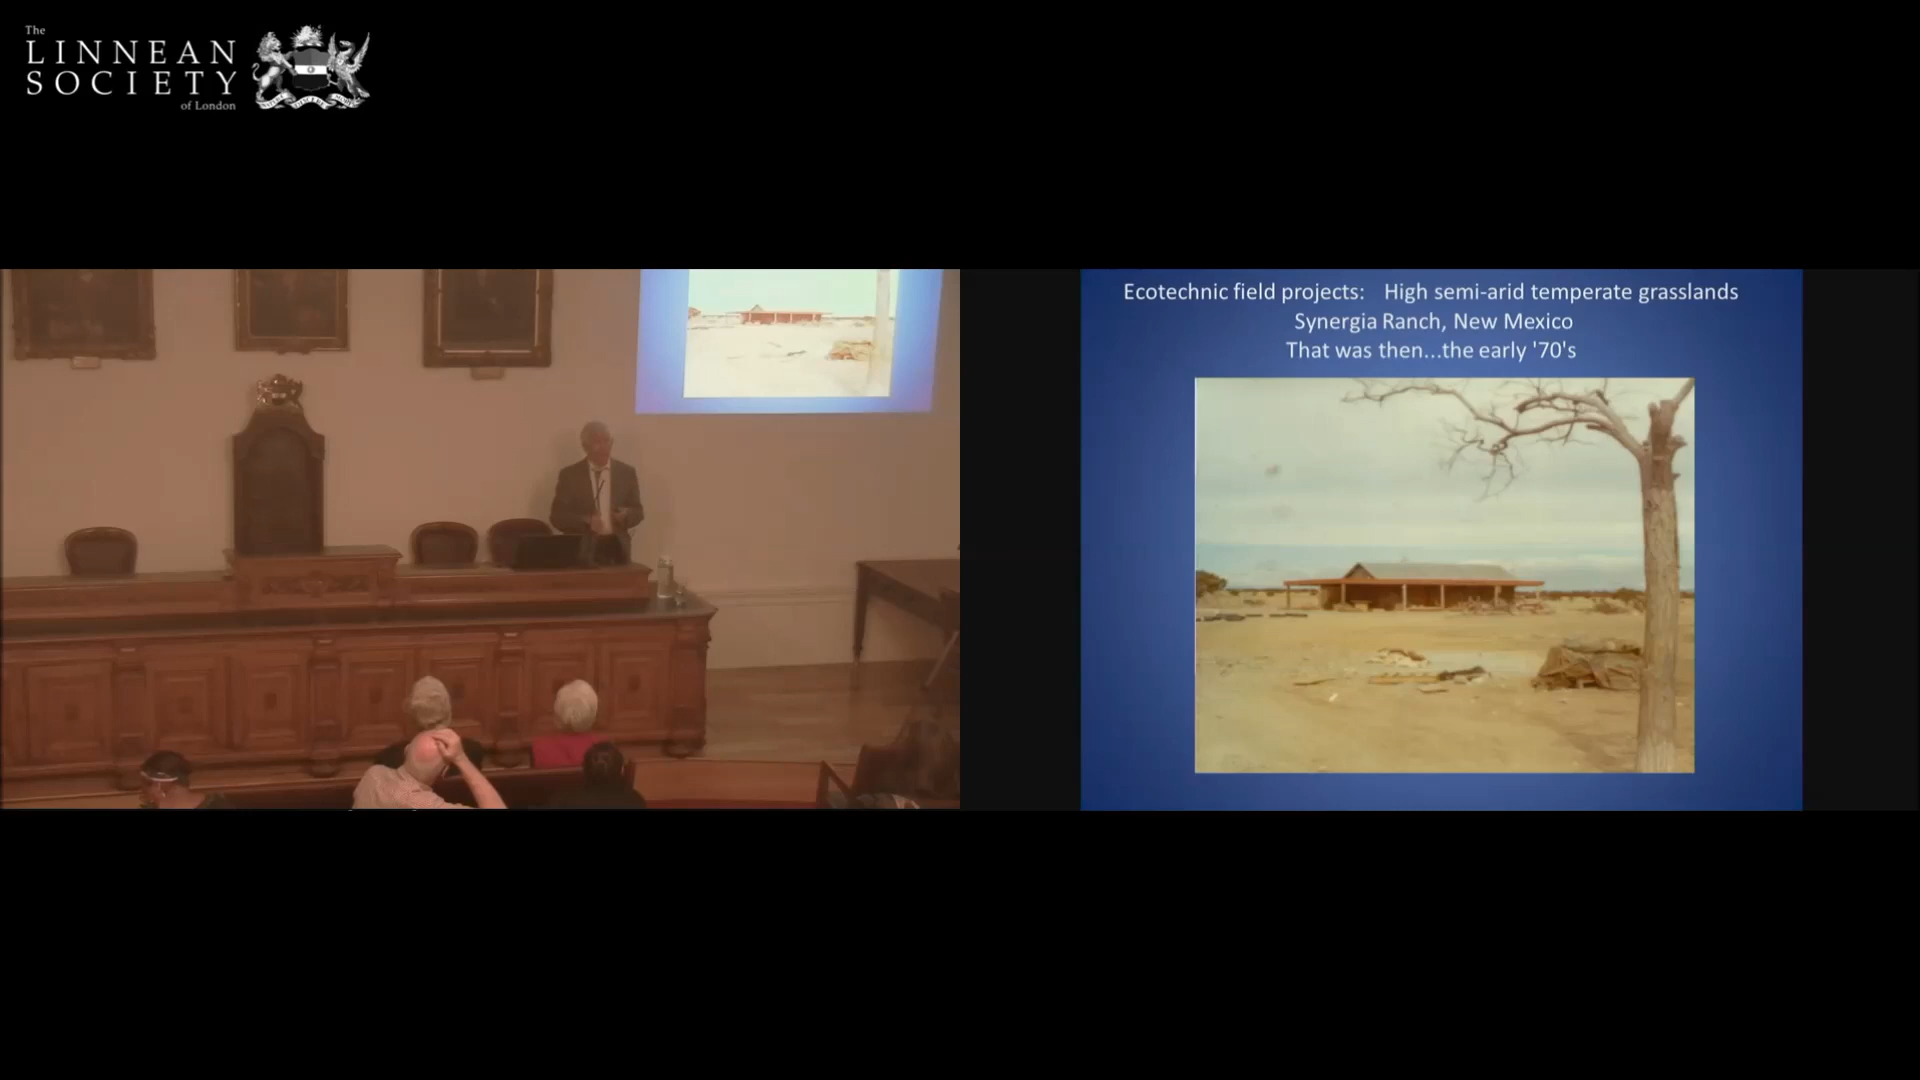 The
LINNEAN
SOCIETY
of London
Ecotechnic field projects: High semi-arid temperate grasslands
Synergia Ranch, New Mexico
That was then...the early '70's